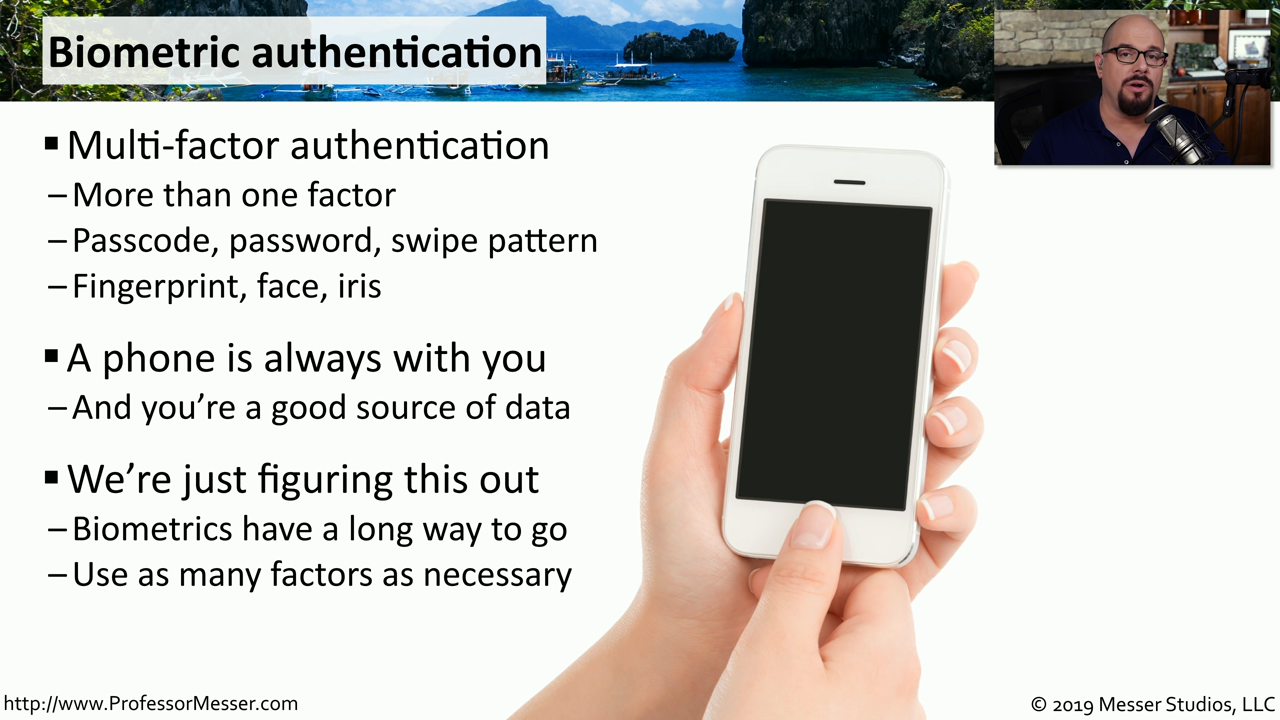 Biometric authentication
▪ Multi-factor authentication
– More than one factor
– Passcode, password, swipe pattern
– Fingerprint, face, iris
▪ A phone is always with you
– And you’re a good source of data
▪ We’re just figuring this out
– Biometrics have a long way to go
– Use as many factors as necessary
http://www.ProfessorMesser.com
© 2019 Messer Studios, LLC